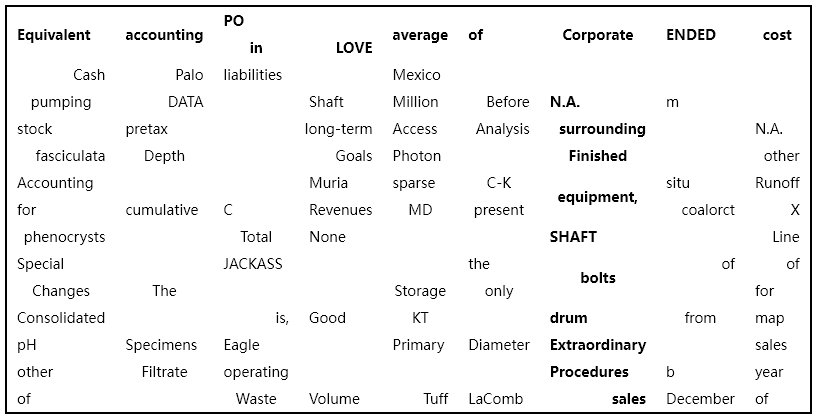 Equivalent accounting PO in LOVE average of Corporate ENDED cost
Cash Palo liabilities Mexico
pumping DATA Shaft Million Before N.A. m
stock pretax long-term Access Analysis surrounding N.A.
fasciculata Depth Goals Photon Finished other
Accounting Muria sparse C-K equipment, situ Runoff
for cumulative C Revenues MD present coalorct X
phenocrysts Total None SHAFT Line
Special JACKASS the bolts of of
Changes The Storage only for
Consolidated is, Good KT drum from map
pH Specimens Eagle Primary Diameter Extraordinary sales
other Filtrate operating Procedures b year
of Waste Volume Tuff LaComb sales December of